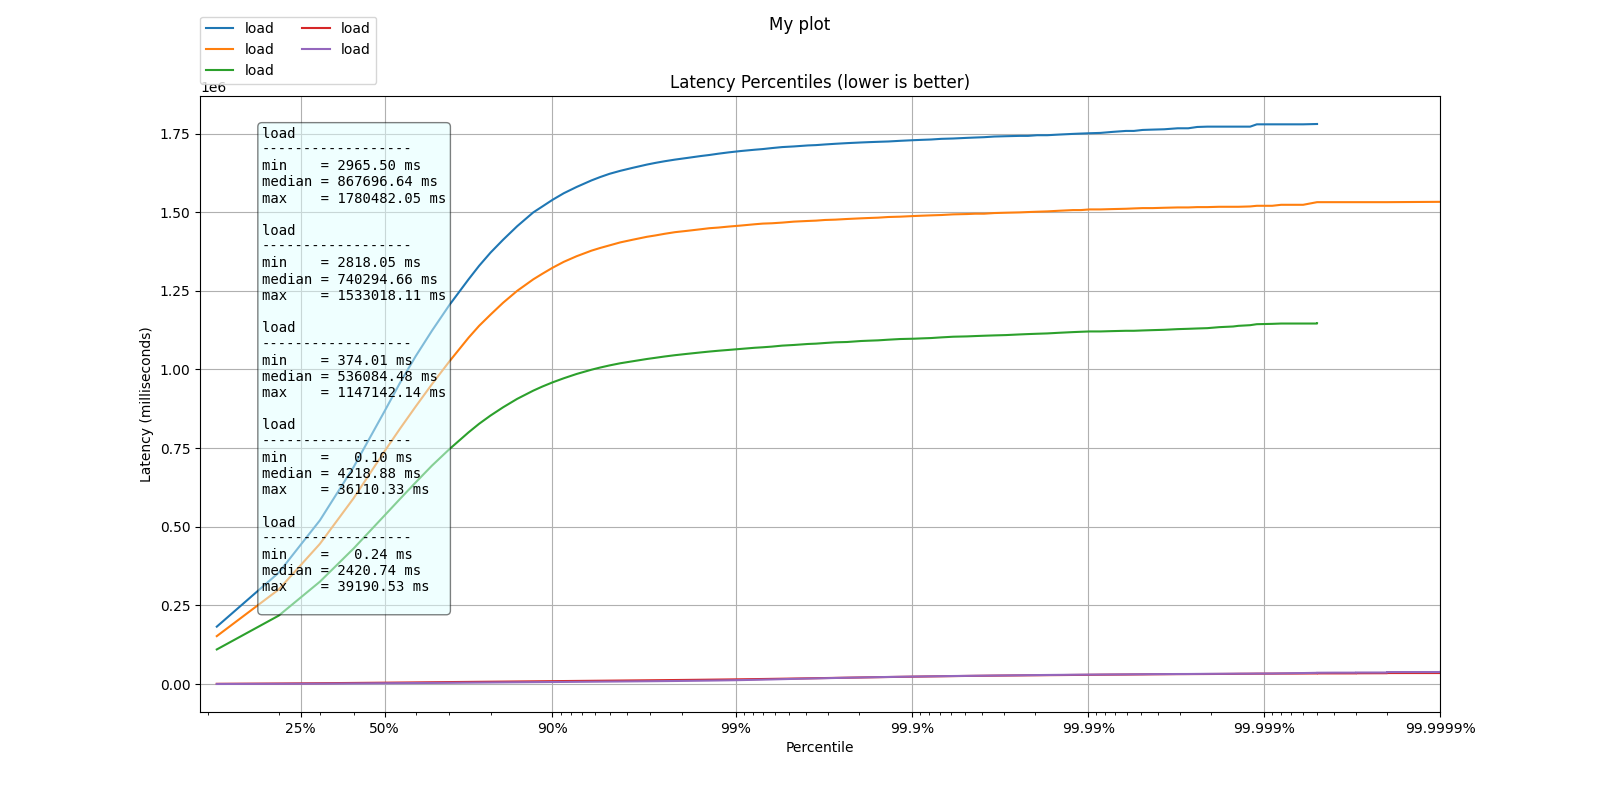 My plot
load
load
load
load
load
Latency Percentiles (lower is better)
1e6
1.75
1.50
1.25
1.00
0.75
0.50
0.25
0.00
Latency (milliseconds)
load
------------------
min    = 2965.50 ms
median = 867696.64 ms
max    = 1780482.05 ms
load
------------------
min    = 2818.05 ms
median = 740294.66 ms
max    = 1533018.11 ms
load
------------------
min    = 374.01 ms
median = 536084.48 ms
max    = 1147142.14 ms
load
------------------
min    =   0.10 ms
median = 4218.88 ms
max    = 36110.33 ms
load
------------------
min    =   0.24 ms
median = 2420.74 ms
max    = 39190.53 ms
25% 50% 90% 99% 99.9% 99.99% 99.999% 99.9999%
Percentile